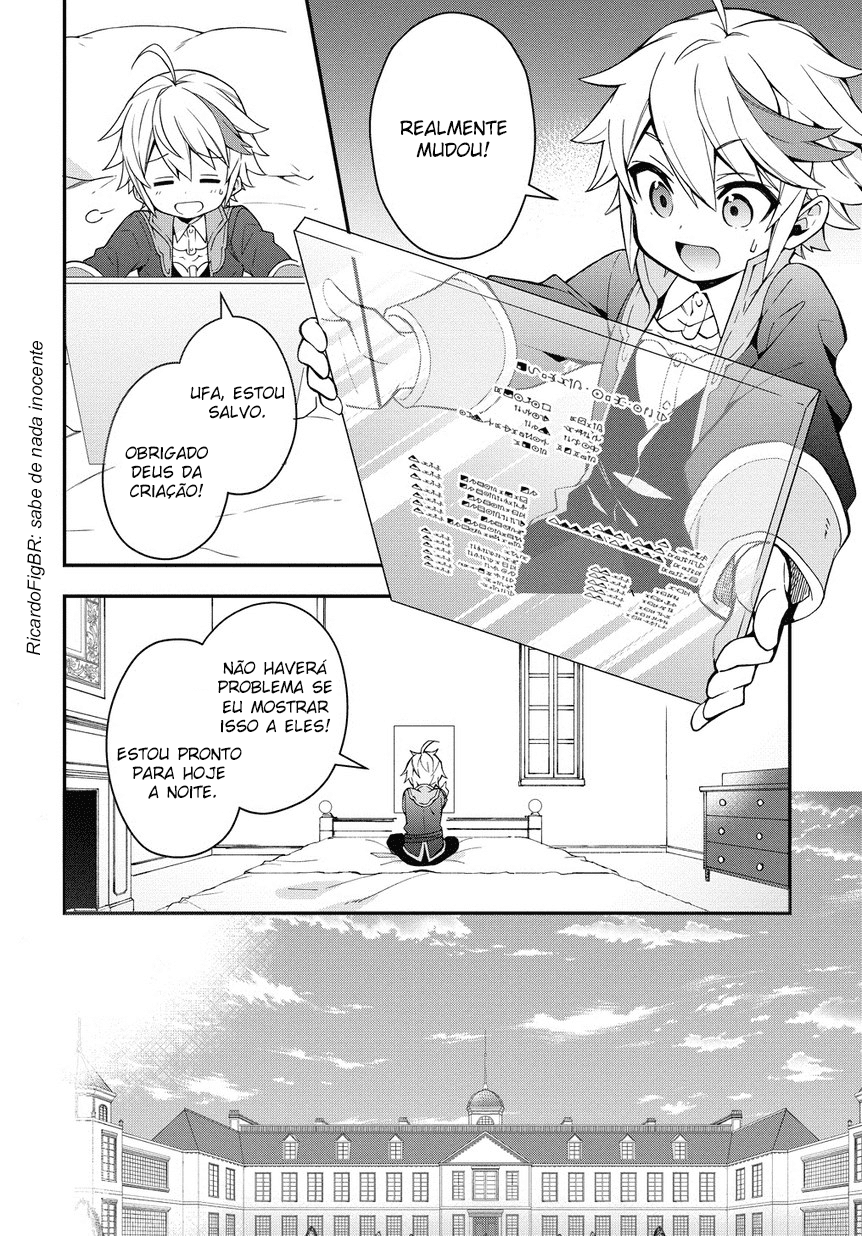 REALMENTE
MUDOU!
UFA, ESTOU
SALVO.
OBRIGADO
DEUS DA
CRIAÇÃO!
NÃO HAVERÁ
PROBLEMA SE
EU MOSTRAR
ISSO A ELES!
ESTOU PRONTO
PARA HOJE
A NOITE.
RicardoFigBR: sabe de nada inocente